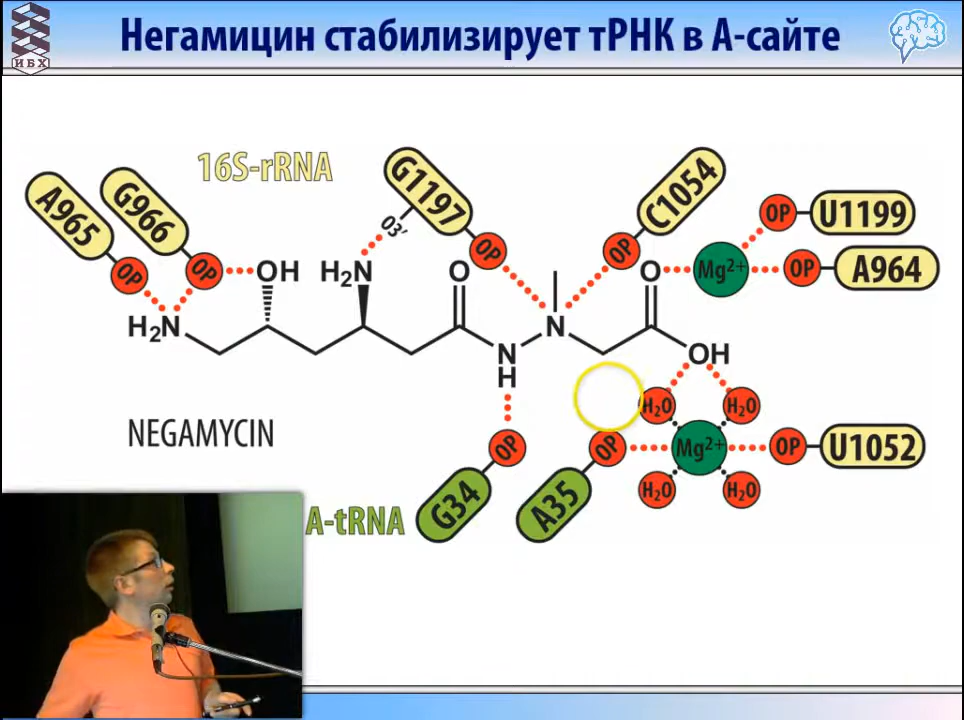 Негамицин стабилизирует тРНК в А-сайте
ИБХ
16S-rRNA
A965
G966
G1197
C1054
U1199
A964
O3'
OP
OP
OP
OP
OP
OP
Mg2+
OH
H2N
O
O
H2N
N
N
H
OH
H2O
H2O
NEGAMYCIN
OP
OP
Mg2+
OP
U1052
H2O
H2O
A-tRNA
G34
A35